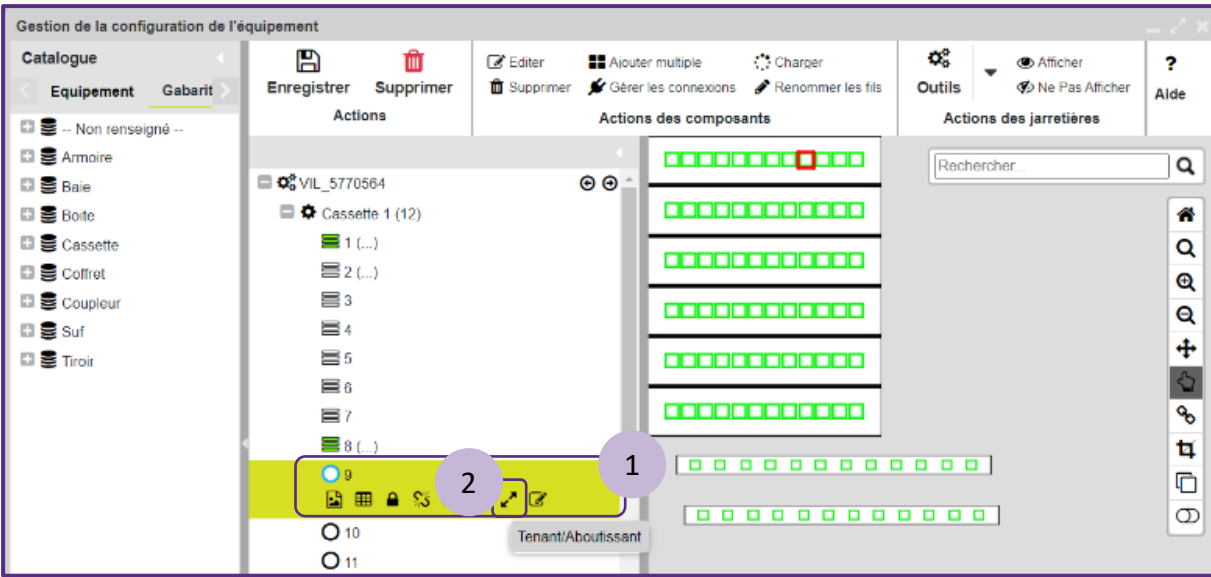 Gestion de la configuration de l'équipement
Catalogue
Equipement Gabarit
-- Non renseigné --
Armoire
Baie
Boite
Cassette
Coffret
Coupleur
Suf
Tiroir
Enregistrer Supprimer
Actions
Editer Ajouter multiple Charger
Supprimer Gérer les connexions Renommer les fils
Actions des composants
Outils
Afficher
Ne Pas Afficher
Actions des jarretières
?
Aide
VIL_5770564
Cassette 1 (12)
1 (...)
2 (...)
3
4
5
6
7
8 (...)
9
10
11
1
2
Tenant/Aboutissant
Rechercher...